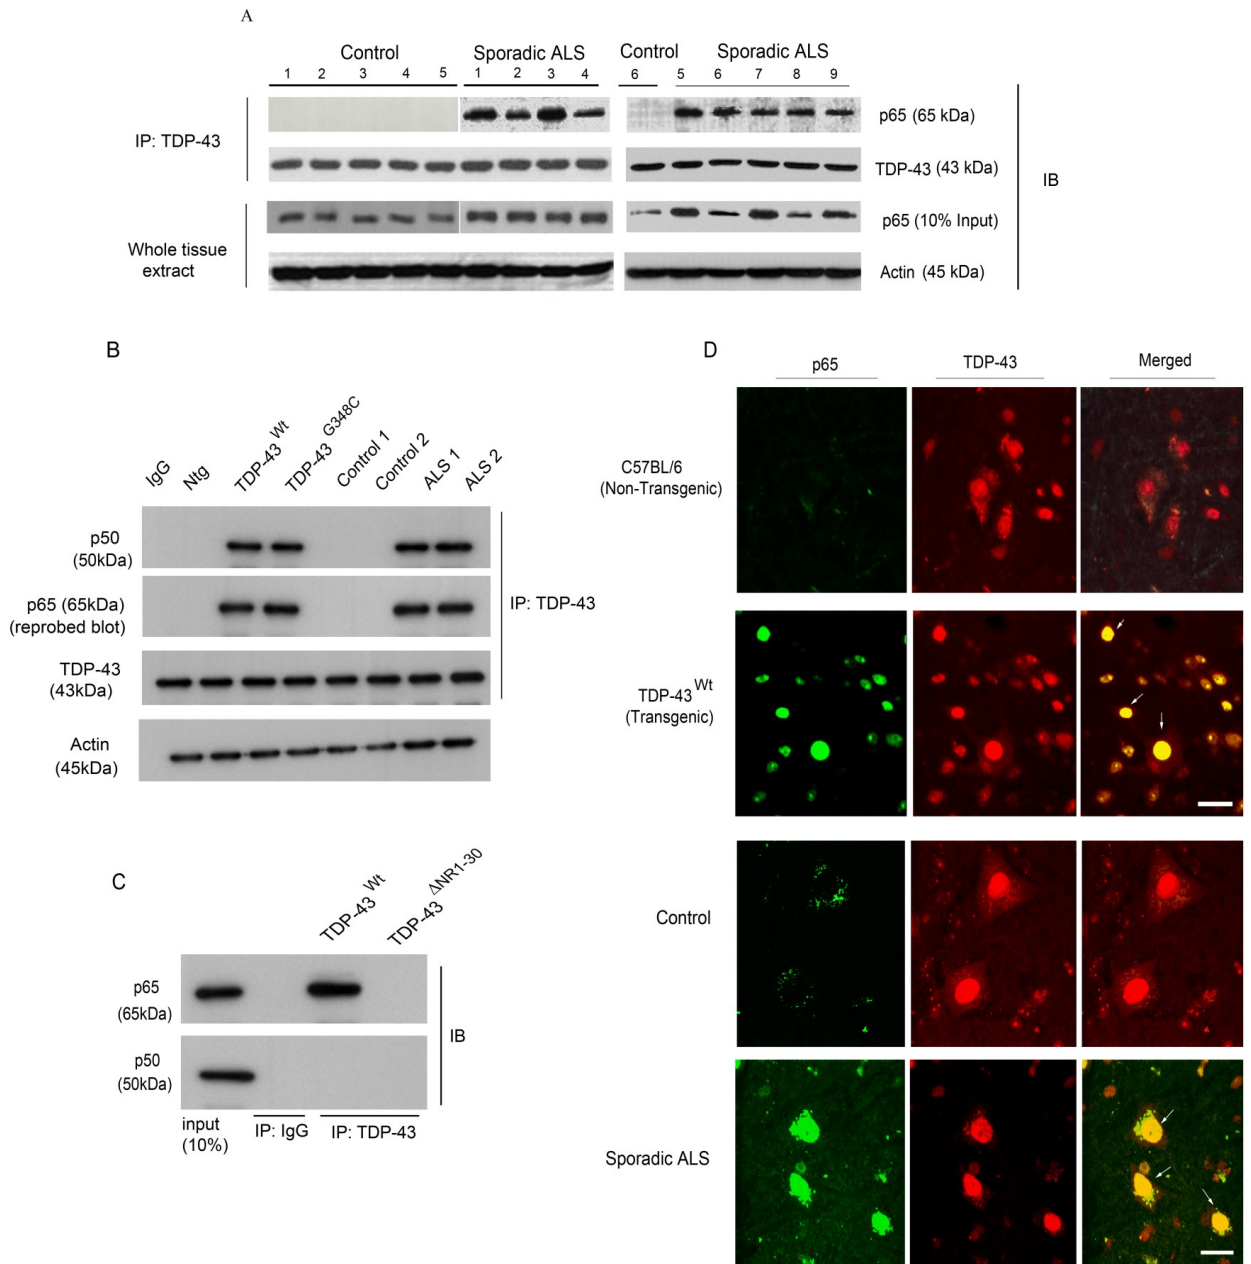 A
Control Sporadic ALS Control Sporadic ALS
1 2 3 4 5 1 2 3 4 6 5 6 7 8 9
IP: TDP-43
p65 (65 kDa)
TDP-43 (43 kDa)
IB
p65 (10% Input)
Whole tissue
extract
Actin (45 kDa)
B
IgG Ntg TDP-43 Wt TDP-43 G348C Control 1 Control 2 ALS 1 ALS 2
p50
(50kDa)
p65 (65kDa)
(reprobed blot)
IP: TDP-43
TDP-43
(43kDa)
Actin
(45kDa)
C
TDP-43 Wt TDP-43 ΔNR1-30
p65
(65kDa)
IB
p50
(50kDa)
input
(10%)
IP: IgG IP: TDP-43
D
p65 TDP-43 Merged
C57BL/6
(Non-Transgenic)
TDP-43 Wt
(Transgenic)
Control
Sporadic ALS